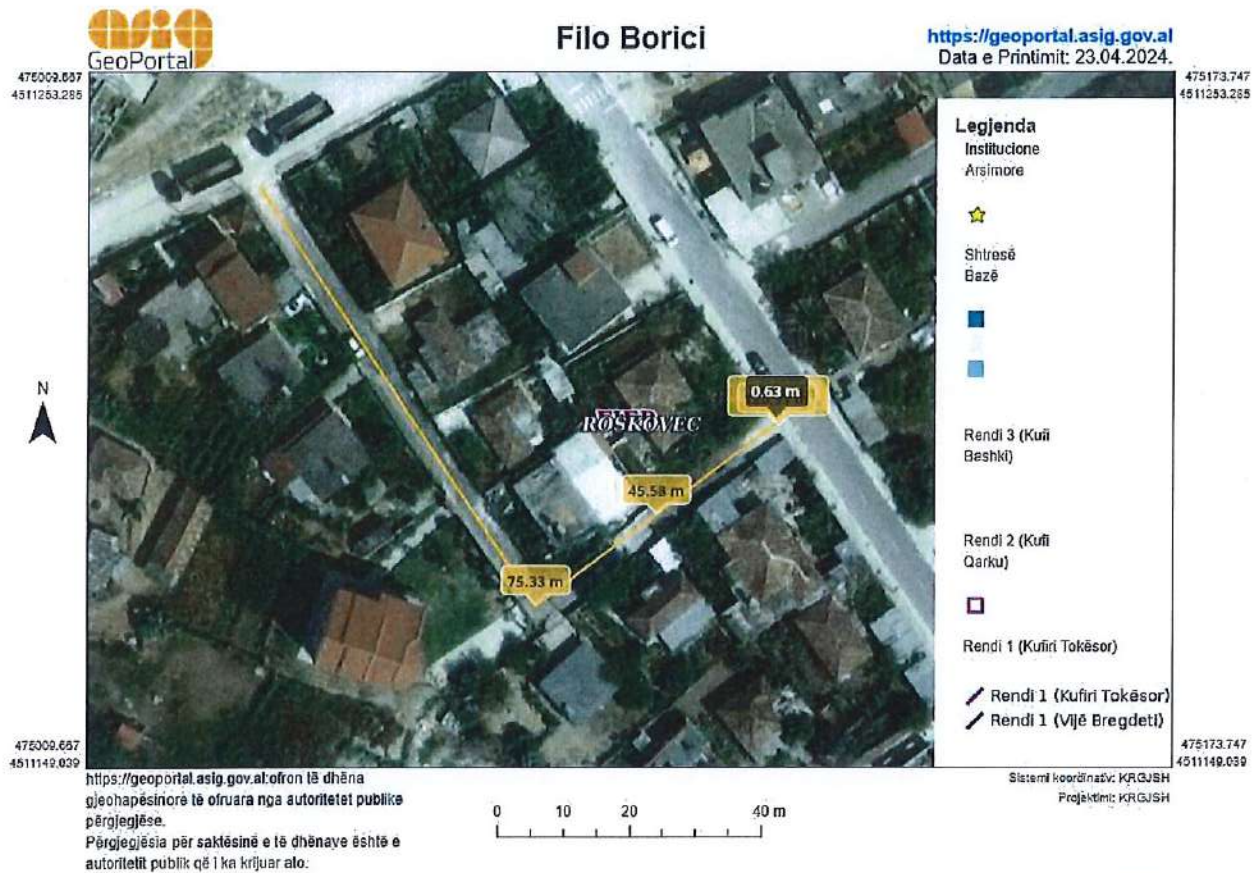 asig
GeoPortal
Filo Borici
https://geoportal.asig.gov.al
Data e Printimit: 23.04.2024.
475009.667
4511253.285
475173.747
4511253.285
Legjenda
Institucione
Arsimore
Shtresë
Bazë
N
0.63 m
FIER
ROSKOVEC
45.58 m
75.33 m
Rendi 3 (Kufi
Bashki)
Rendi 2 (Kufi
Qarku)
Rendi 1 (Kufiri Tokësor)
Rendi 1 (Kufiri Tokësor)
Rendi 1 (Vijë Bregdeti)
475009.667
4511149.039
475173.747
4511149.039
https://geoportal.asig.gov.al ofron të dhëna
gjeohapësinore të ofruara nga autoritetet publike
përgjegjëse.
Përgjegjësia për saktësinë e të dhënave është e
autoritetit publik që i ka krijuar ato.
0 10 20 40 m
Sistemi koordinativ: KRGJSH
Projektimi: KRGJSH